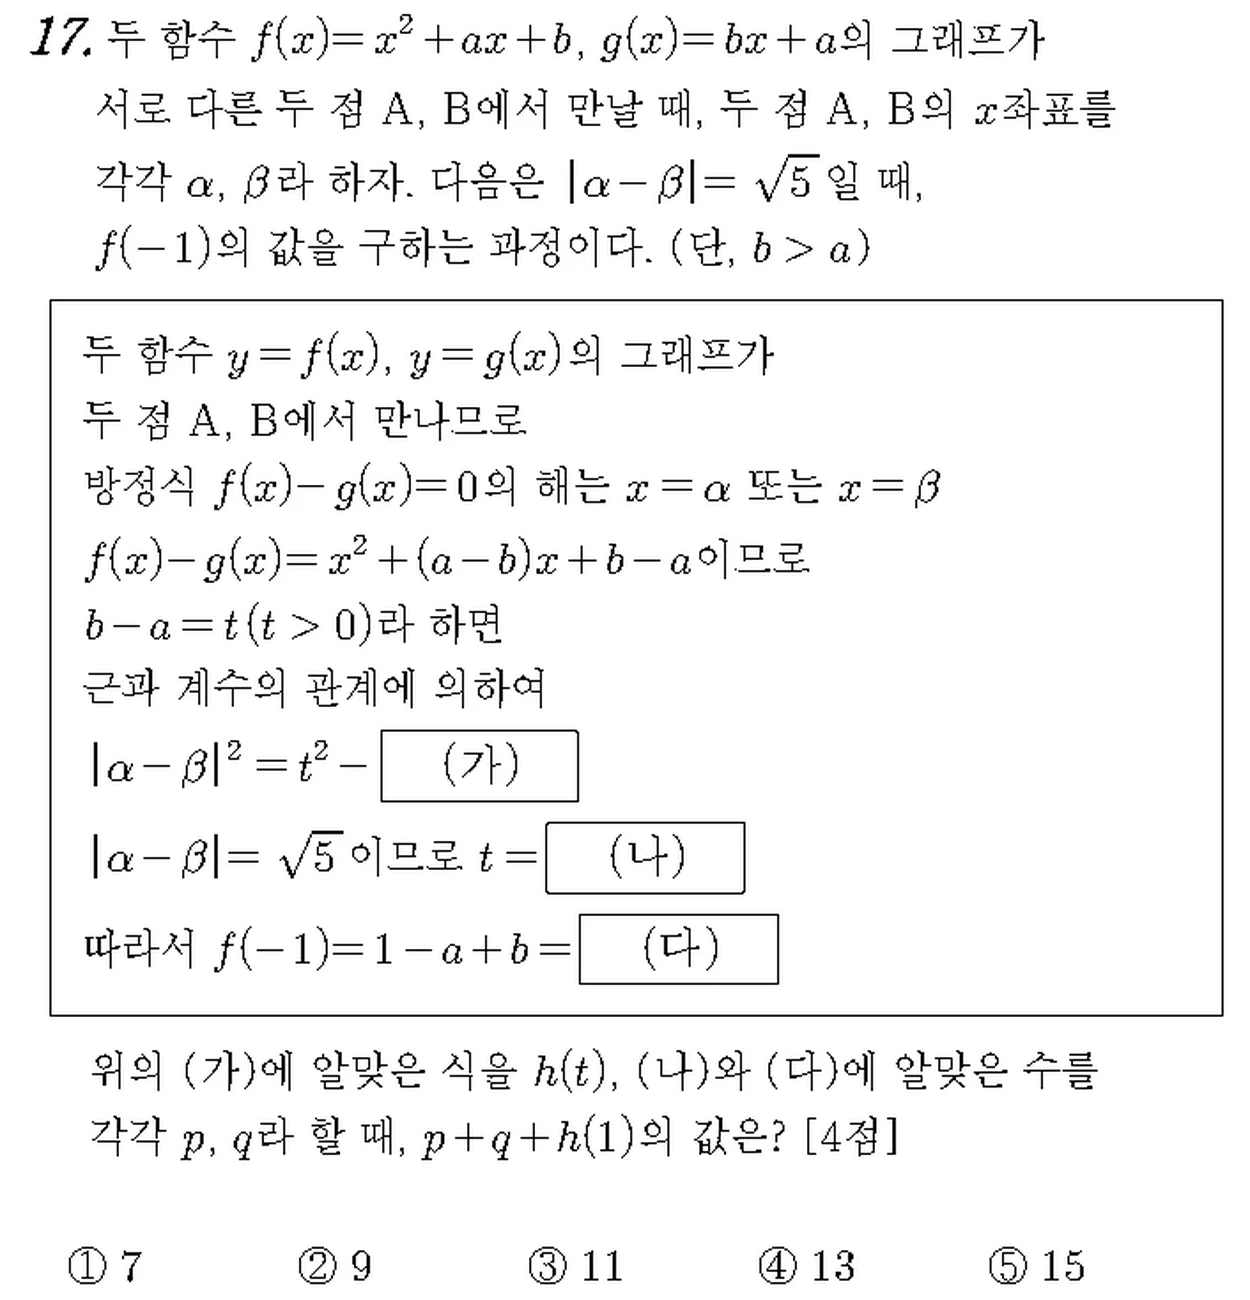 17. 두 함수 f(x)=x²+ax+b, g(x)=bx+a의 그래프가
서로 다른 두 점 A, B에서 만날 때, 두 점 A, B의 x좌표를
각각 α, β라 하자. 다음은 |α-β|=√5일 때,
f(-1)의 값을 구하는 과정이다. (단, b > a)
두 함수 y=f(x), y=g(x)의 그래프가
두 점 A, B에서 만나므로
방정식 f(x)-g(x)=0의 해는 x=α 또는 x=β
f(x)-g(x)=x²+(a-b)x+b-a이므로
b-a=t(t > 0)라 하면
근과 계수의 관계에 의하여
|α-β|²=t²- (가)
|α-β|=√5이므로 t= (나)
따라서 f(-1)=1-a+b= (다)
위의 (가)에 알맞은 식을 h(t), (나)와 (다)에 알맞은 수를
각각 p, q라 할 때, p+q+h(1)의 값은? [4점]
① 7 ② 9 ③ 11 ④ 13 ⑤ 15